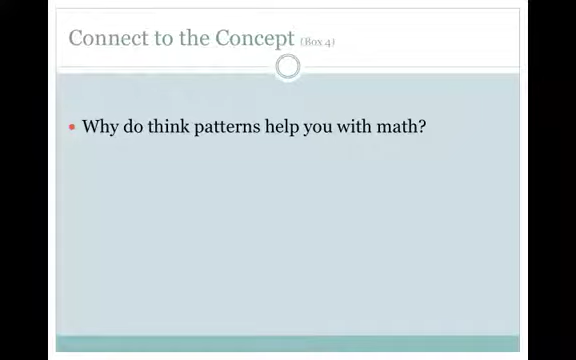 Connect to the Concept (Box 4)
• Why do think patterns help you with math?